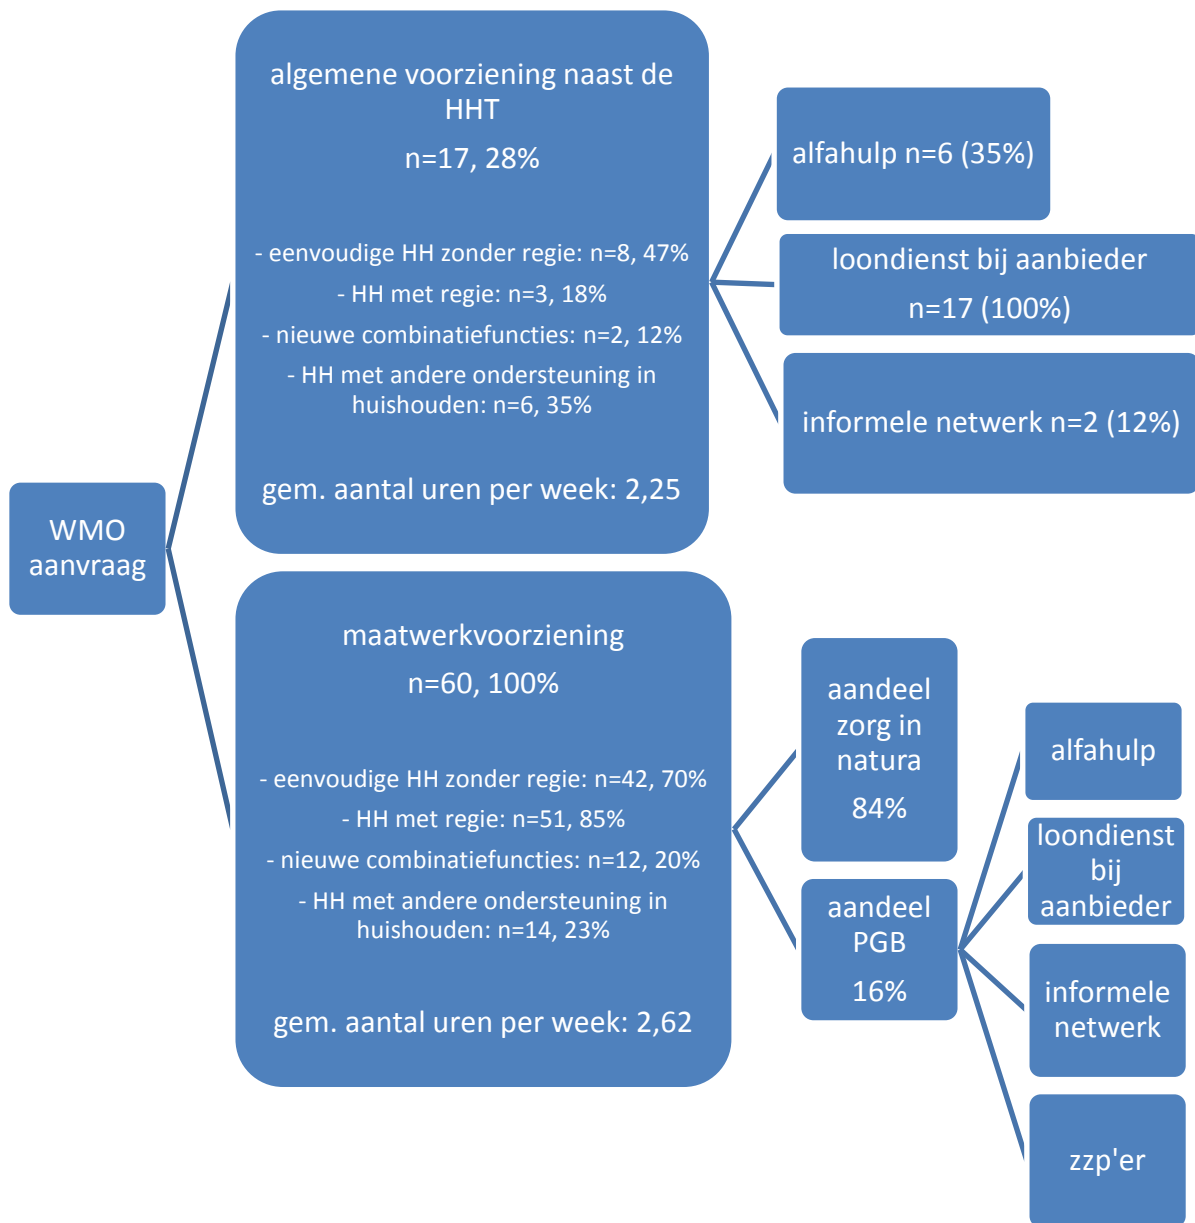 algemene voorziening naast de
HHT
n=17, 28%
- eenvoudige HH zonder regie: n=8, 47%
- HH met regie: n=3, 18%
- nieuwe combinatiefuncties: n=2, 12%
- HH met andere ondersteuning in
huishouden: n=6, 35%
gem. aantal uren per week: 2,25
alfahulp n=6 (35%)
loondienst bij aanbieder
n=17 (100%)
informele netwerk n=2 (12%)
WMO
aanvraag
maatwerkvoorziening
n=60, 100%
- eenvoudige HH zonder regie: n=42, 70%
- HH met regie: n=51, 85%
- nieuwe combinatiefuncties: n=12, 20%
- HH met andere ondersteuning in
huishouden: n=14, 23%
gem. aantal uren per week: 2,62
aandeel
zorg in
natura
84%
aandeel
PGB
16%
alfahulp
loondienst
bij
aanbieder
informele
netwerk
zzp'er